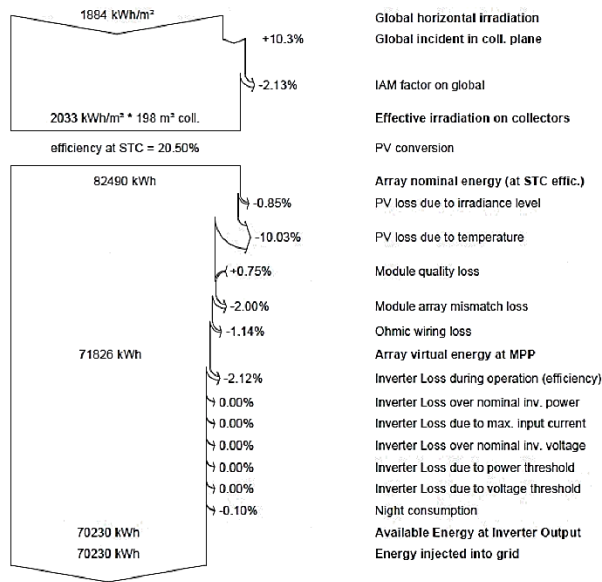 1884 kWh/m² Global horizontal irradiation
+10.3% Global incident in coll. plane
-2.13% IAM factor on global
2033 kWh/m² * 198 m² coll. Effective irradiation on collectors
efficiency at STC = 20.50% PV conversion
82490 kWh Array nominal energy (at STC effic.)
-0.85% PV loss due to irradiance level
-10.03% PV loss due to temperature
+0.75% Module quality loss
-2.00% Module array mismatch loss
-1.14% Ohmic wiring loss
71826 kWh Array virtual energy at MPP
-2.12% Inverter Loss during operation (efficiency)
0.00% Inverter Loss over nominal inv. power
0.00% Inverter Loss due to max. input current
0.00% Inverter Loss over nominal inv. voltage
0.00% Inverter Loss due to power threshold
0.00% Inverter Loss due to voltage threshold
-0.10% Night consumption
70230 kWh Available Energy at Inverter Output
70230 kWh Energy injected into grid